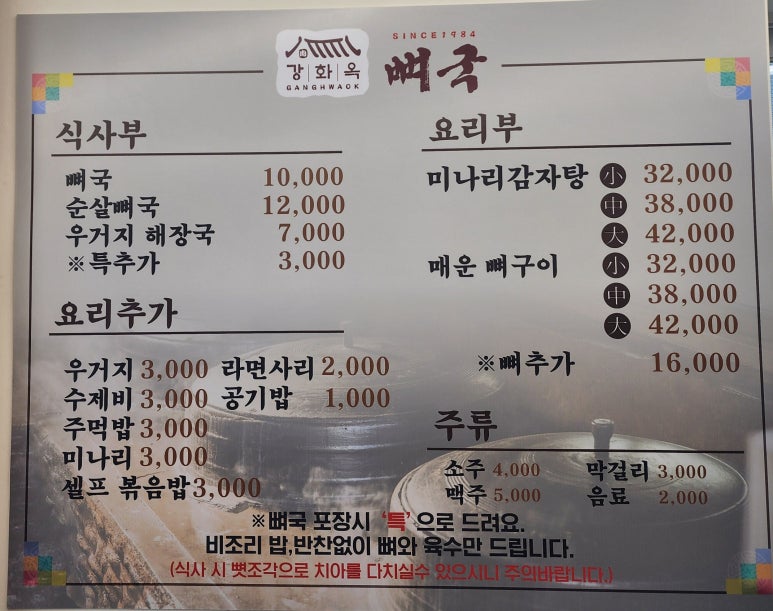 SINCE1984
강|화|옥
GANGHWAOK
뼈국
식사부
뼈국 10,000
순살뼈국 12,000
우거지 해장국 7,000
※특추가 3,000
요리추가
우거지 3,000 라면사리 2,000
수제비 3,000 공기밥 1,000
주먹밥 3,000
미나리 3,000
셀프 볶음밥 3,000
요리부
미나리감자탕 小 32,000
中 38,000
大 42,000
매운 뼈구이 小 32,000
中 38,000
大 42,000
※뼈추가 16,000
주류
소주 4,000 막걸리 3,000
맥주 5,000 음료 2,000
※뼈국 포장시 '특'으로 드려요.
비조리 밥,반찬없이 뼈와 육수만 드립니다.
(식사 시 뼛조각으로 치아를 다치실수 있으시니 주의바랍니다.)